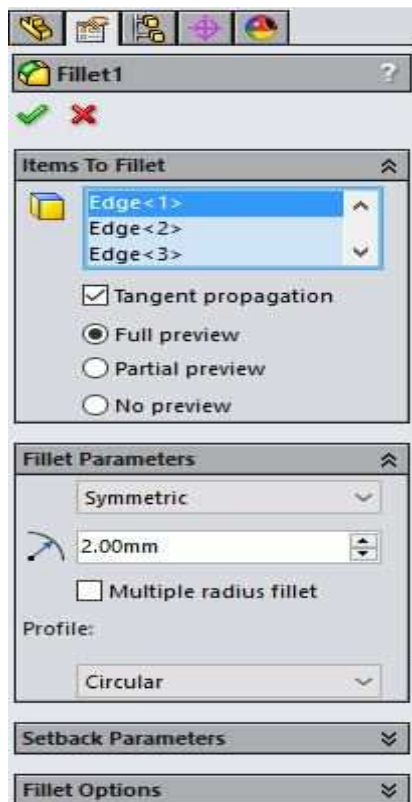 Fillet1
?
Items To Fillet
Edge<1>
Edge<2>
Edge<3>
Tangent propagation
Full preview
Partial preview
No preview
Fillet Parameters
Symmetric
2.00mm
Multiple radius fillet
Profile:
Circular
Setback Parameters
Fillet Options